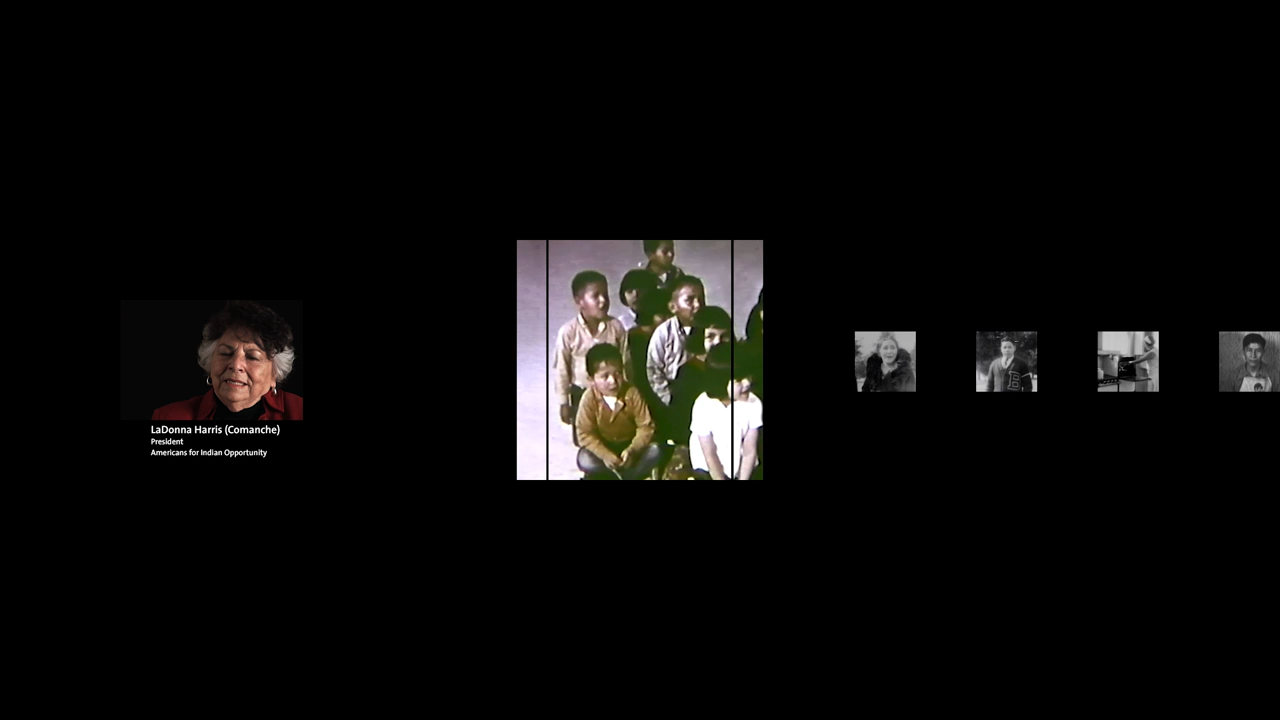 LaDonna Harris (Comanche)
President
Americans for Indian Opportunity